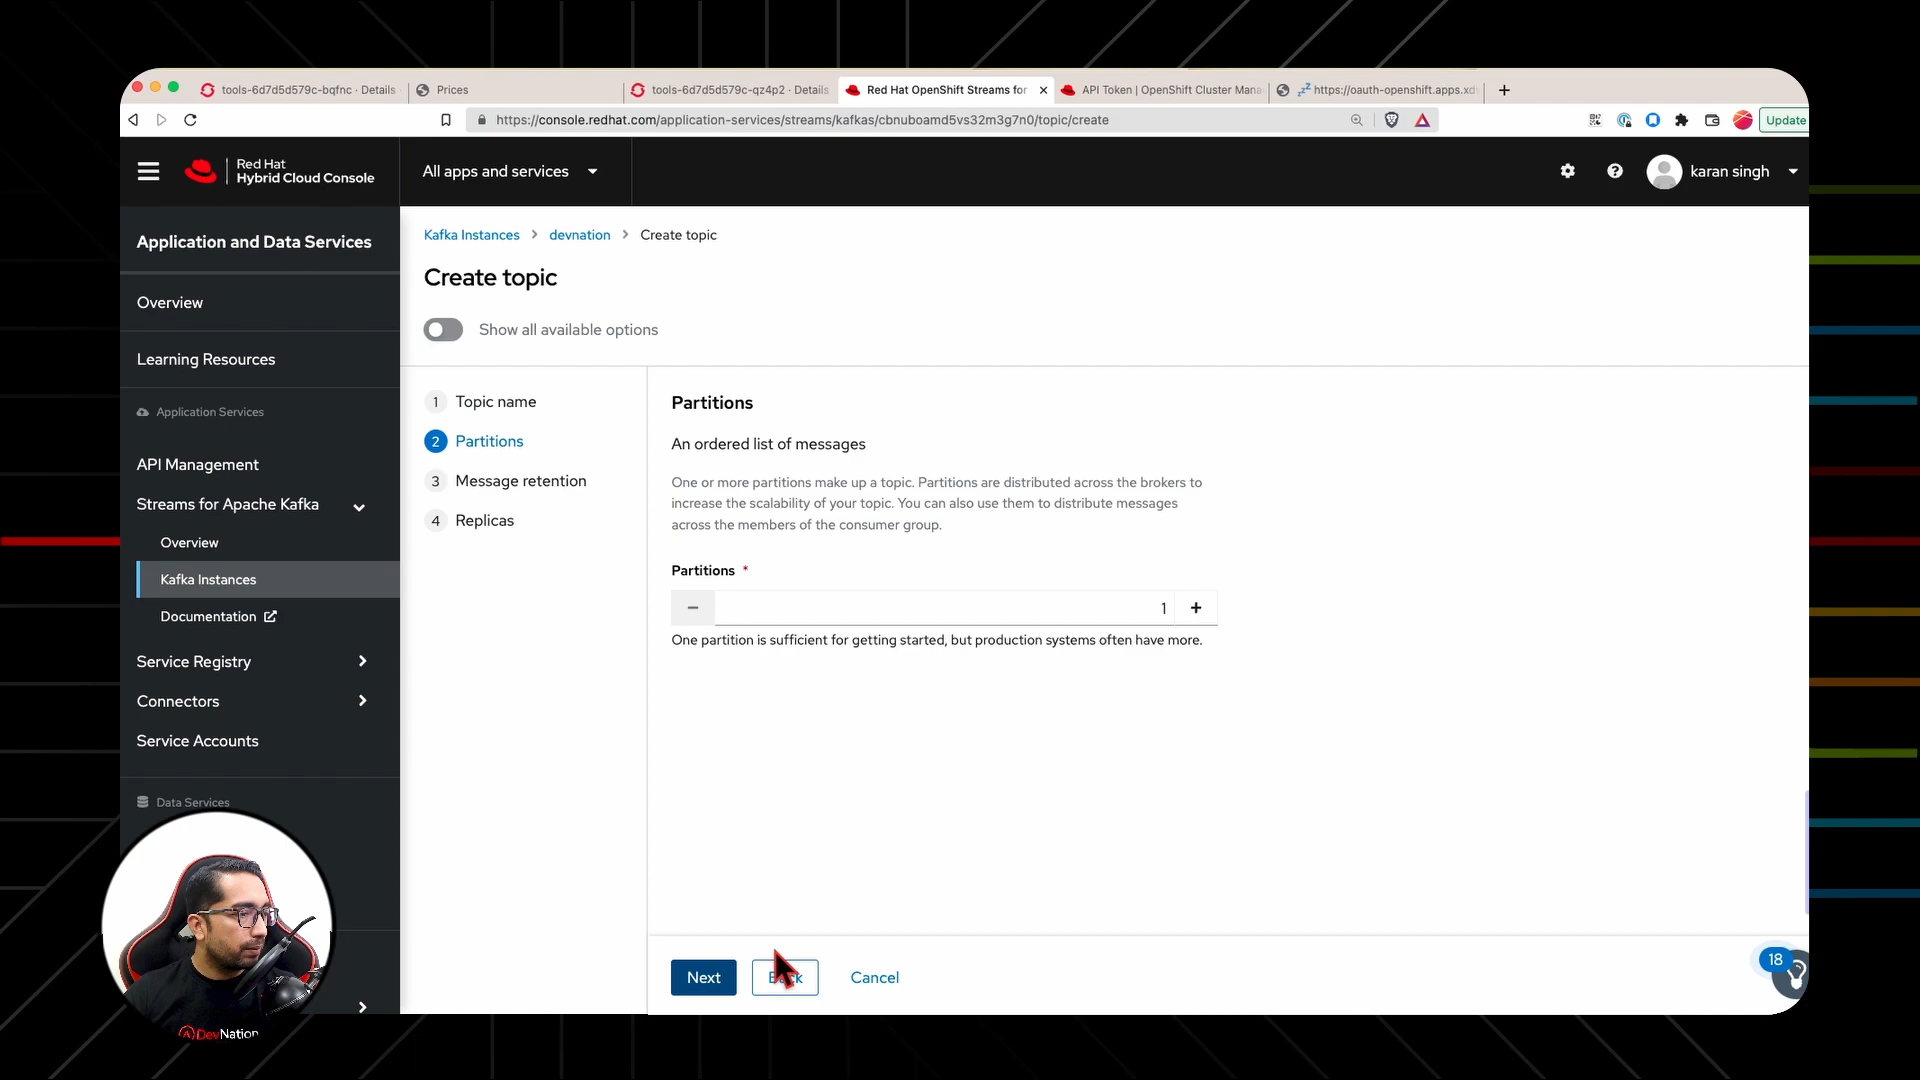 tools-6d7d5d579c-bqfnc · Details
Prices
tools-6d7d5d579c-qz4p2 · Details
Red Hat OpenShift Streams for
API Token | OpenShift Cluster Mana
https://oauth-openshift.apps.xd
https://console.redhat.com/application-services/streams/kafkas/cbnuboamd5vs32m3g7n0/topic/create
Update
Red Hat
Hybrid Cloud Console
All apps and services
karan singh
Application and Data Services
Overview
Learning Resources
Application Services
API Management
Streams for Apache Kafka
Overview
Kafka Instances
Documentation
Service Registry
Connectors
Service Accounts
Data Services
Kafka Instances > devnation > Create topic
Create topic
Show all available options
1 Topic name
2 Partitions
3 Message retention
4 Replicas
Partitions
An ordered list of messages
One or more partitions make up a topic. Partitions are distributed across the brokers to
increase the scalability of your topic. You can also use them to distribute messages
across the members of the consumer group.
Partitions *
1
One partition is sufficient for getting started, but production systems often have more.
Next
Cancel
18
DevNation